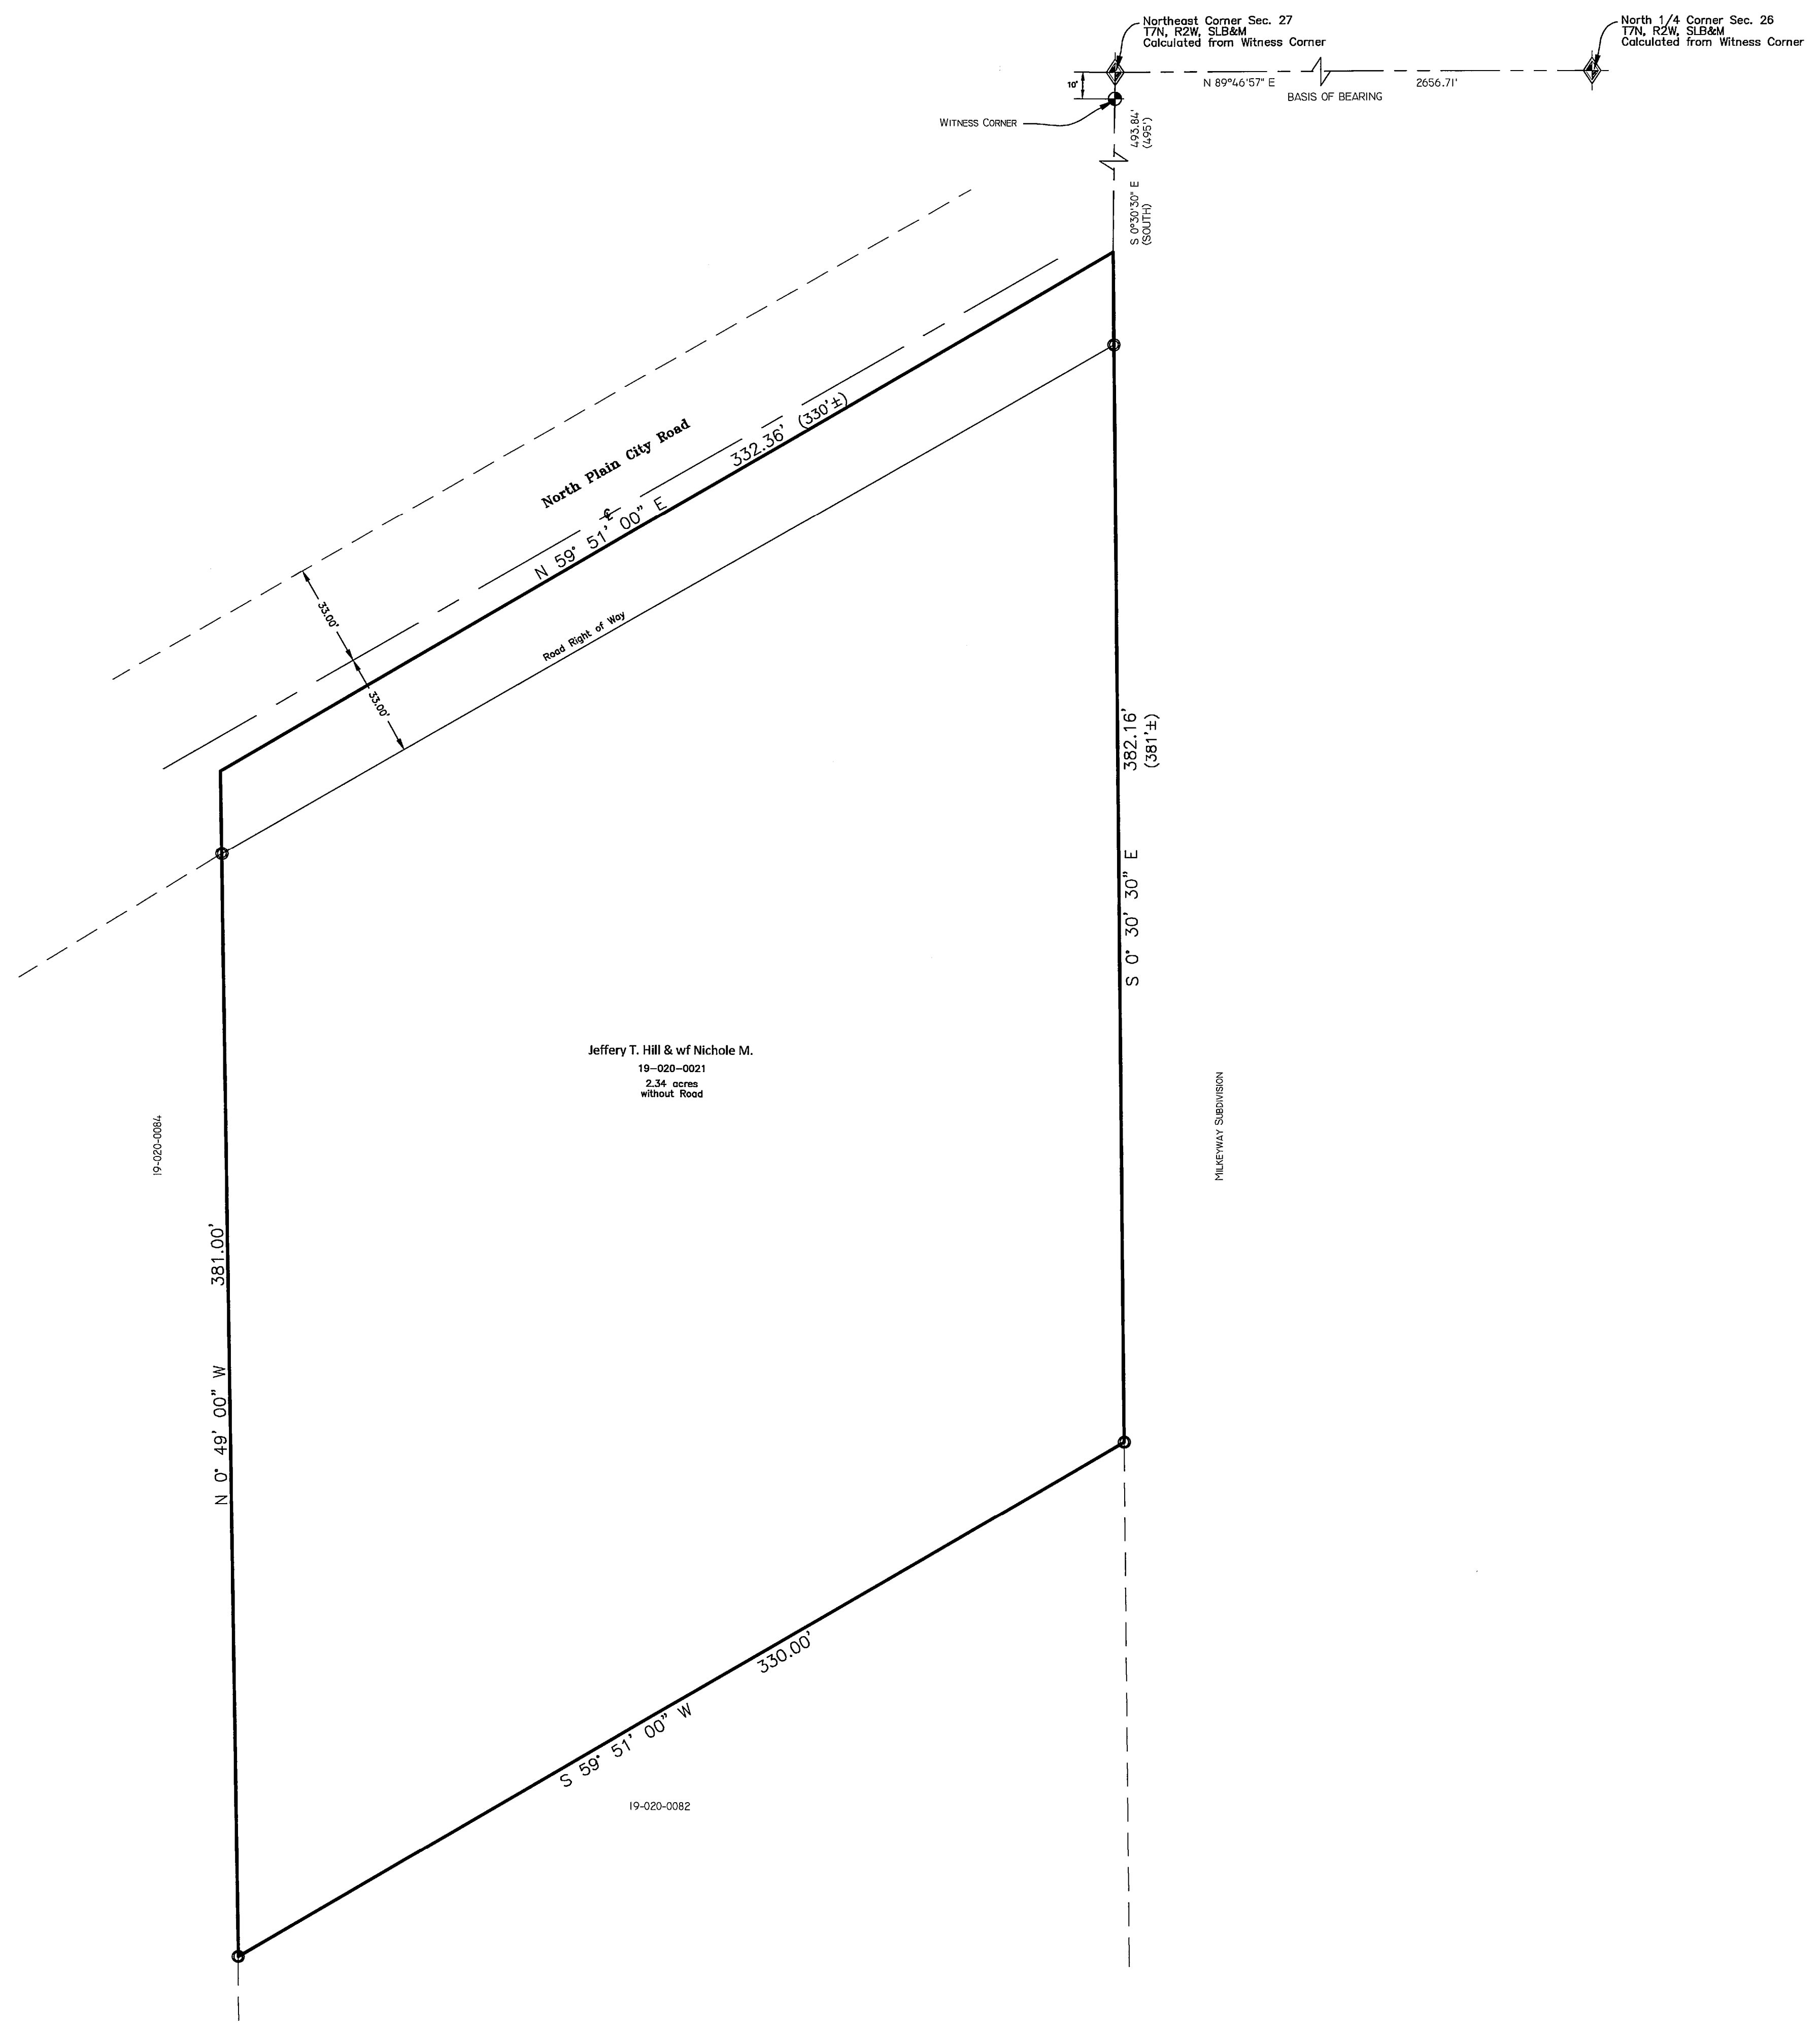 Northeast Corner Sec. 27
T7N, R2W, SLB&M
Calculated from Witness Corner
North 1/4 Corner Sec. 26
T7N, R2W, SLB&M
Calculated from Witness Corner
10'
N 89°46'57" E
2656.71'
BASIS OF BEARING
WITNESS CORNER
493.84'
(495')
S 0°30'30" E
(SOUTH)
North Plain City Road
℄
N 59° 51' 00" E
332.36' (330'±)
33.00'
33.00'
Road Right of Way
382.16'
(381'±)
S 0° 30' 30" E
Jeffery T. Hill & wf Nichole M.
19-020-0021
2.34 acres
without Road
19-020-0084
MILKEYWAY SUBDIVISION
381.00'
N 0° 49' 00" W
330.00'
S 59° 51' 00" W
19-020-0082